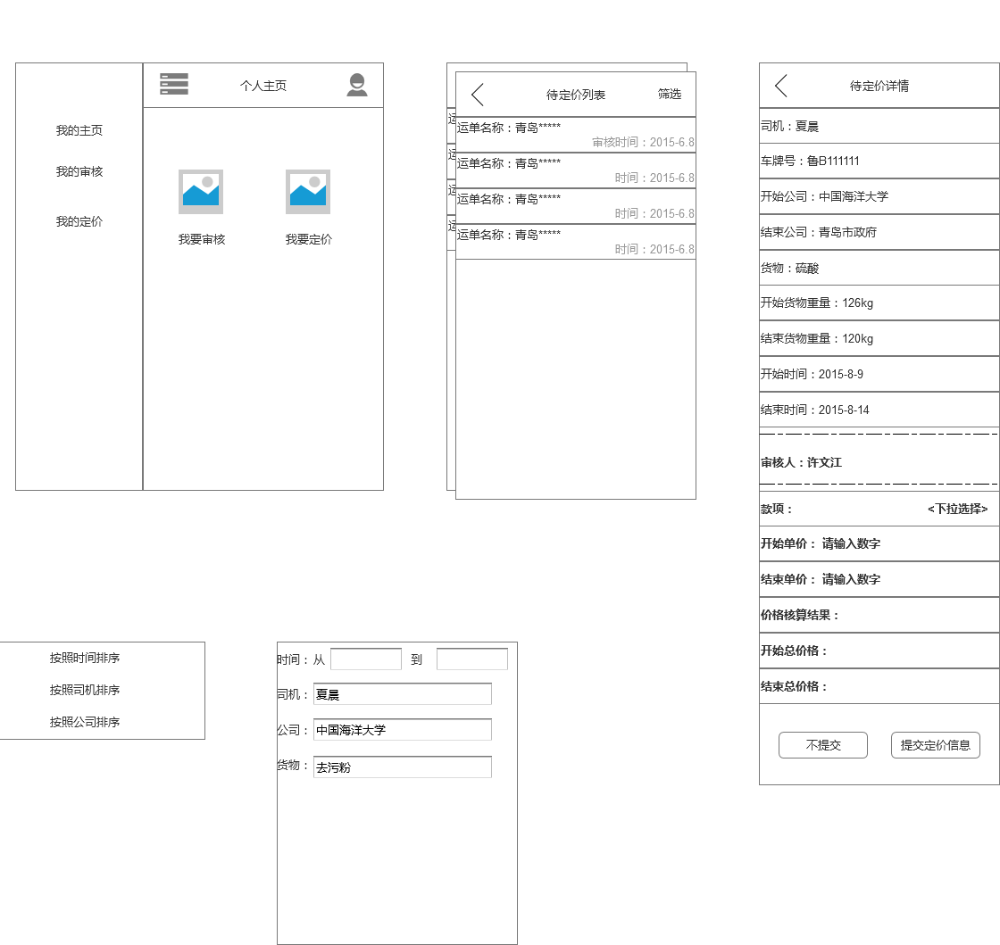 个人主页
我的主页
我的审核
我的定价
我要审核
我要定价
待定价列表
筛选
运
运
运
运
运单名称：青岛*****
审核时间：2015-6.8
运单名称：青岛*****
时间：2015-6.8
运单名称：青岛*****
时间：2015-6.8
运单名称：青岛*****
时间：2015-6.8
待定价详情
司机：夏晨
车牌号：鲁B111111
开始公司：中国海洋大学
结束公司：青岛市政府
货物：硫酸
开始货物重量：126kg
结束货物重量：120kg
开始时间：2015-8-9
结束时间：2015-8-14
审核人：许文江
款项： <下拉选择>
开始单价： 请输入数字
结束单价： 请输入数字
价格核算结果：
开始总价格：
结束总价格：
不提交
提交定价信息
按照时间排序
按照司机排序
按照公司排序
时间：从 到
司机：夏晨
公司：中国海洋大学
货物：去污粉